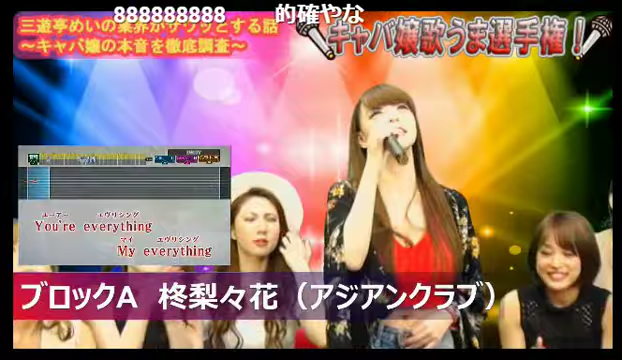 888888888 的確やな
三遊亭めいの業界がザワッとする話
～キャバ嬢の本音を徹底調査～
キャバ嬢歌うま選手権！
ユーアー エヴリシング
You're everything
マイ エヴリシング
My everything
ブロックA 柊梨々花（アジアンクラブ）